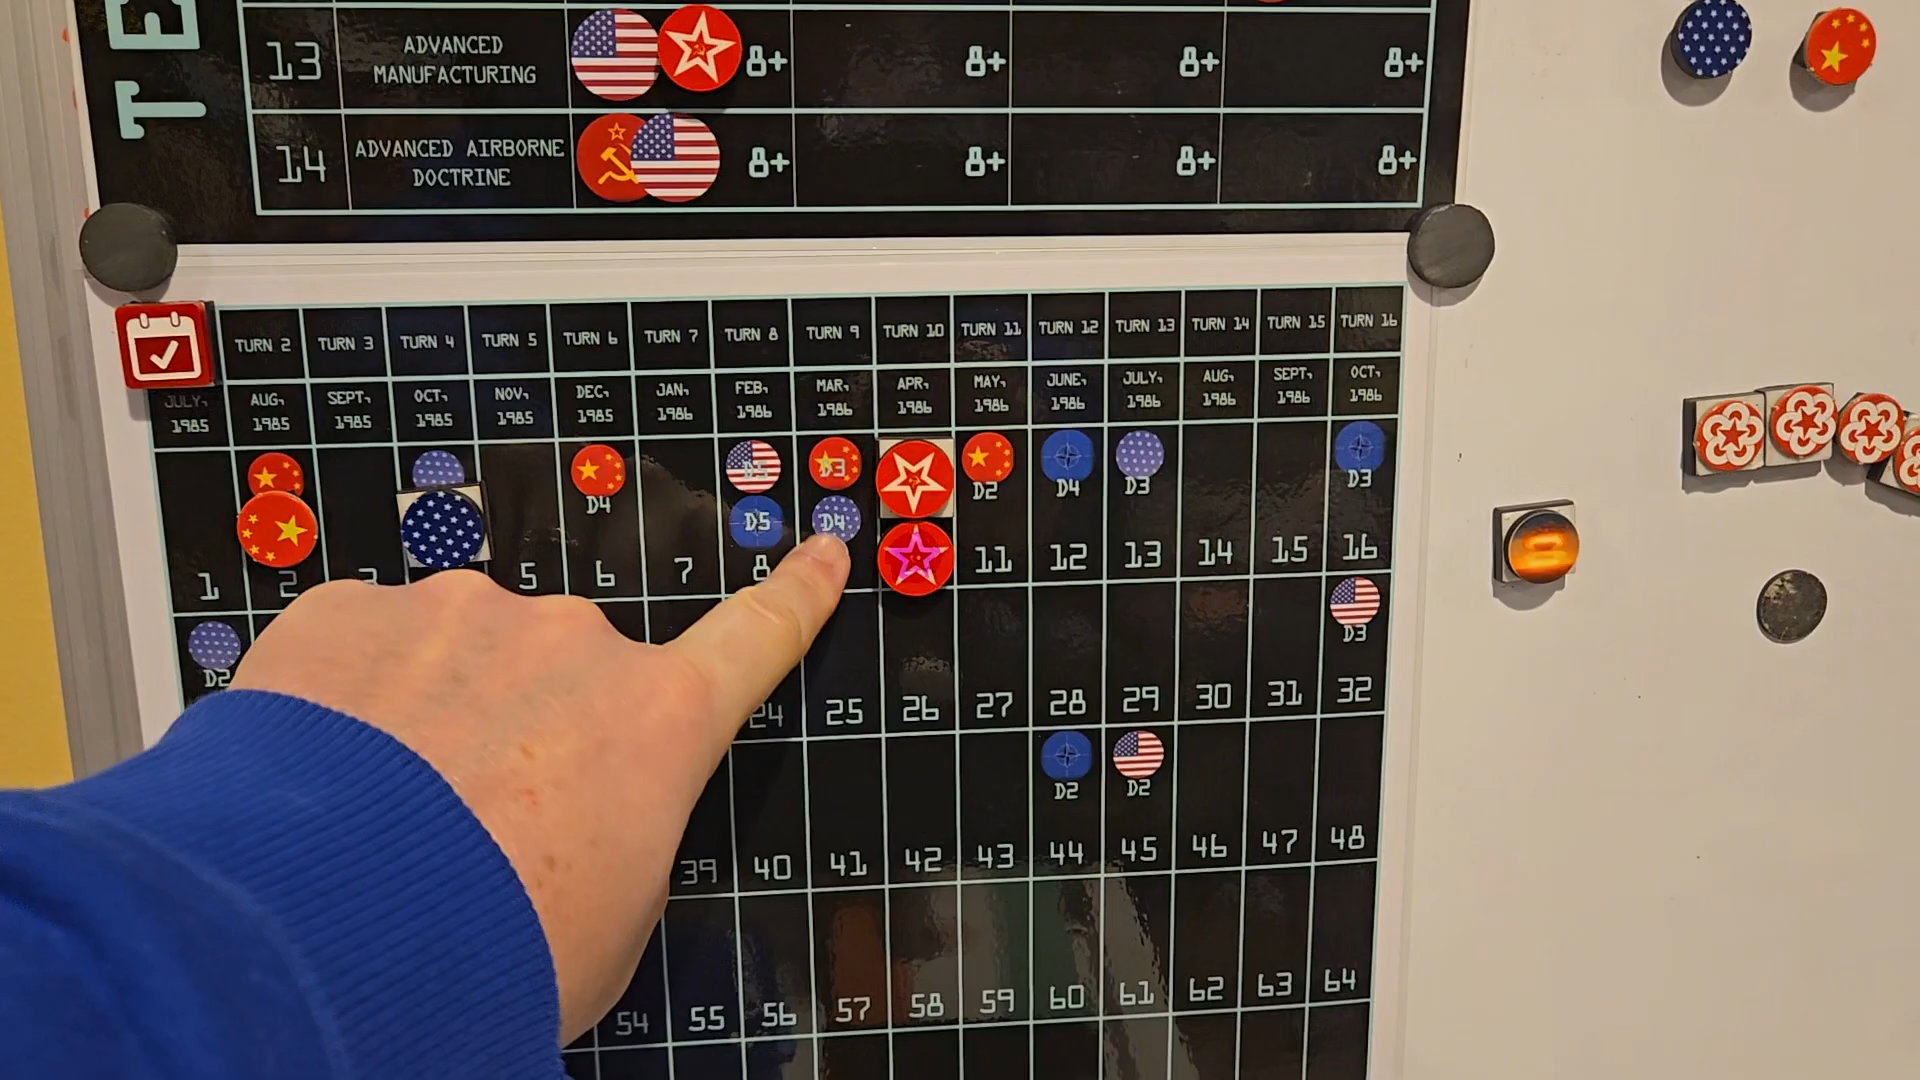 TE
13 ADVANCED MANUFACTURING 8+ 8+ 8+ 8+
14 ADVANCED AIRBORNE DOCTRINE 8+ 8+ 8+ 8+
TURN 2 TURN 3 TURN 4 TURN 5 TURN 6 TURN 7 TURN 8 TURN 9 TURN 10 TURN 11 TURN 12 TURN 13 TURN 14 TURN 15 TURN 16
JULY, AUG, SEPT, OCT, NOV, DEC, JAN, FEB, MAR, APR, MAY, JUNE, JULY, AUG, SEPT, OCT,
1985 1985 1985 1985 1985 1985 1986 1986 1986 1986 1986 1986 1986 1986 1986 1986
D4 D5 D3 D2 D4 D3 D3
D5 D4
1 2 3 5 6 7 8 11 12 13 14 15 16
D2 D3
24 25 26 27 28 29 30 31 32
D2 D2
39 40 41 42 43 44 45 46 47 48
54 55 56 57 58 59 60 61 62 63 64